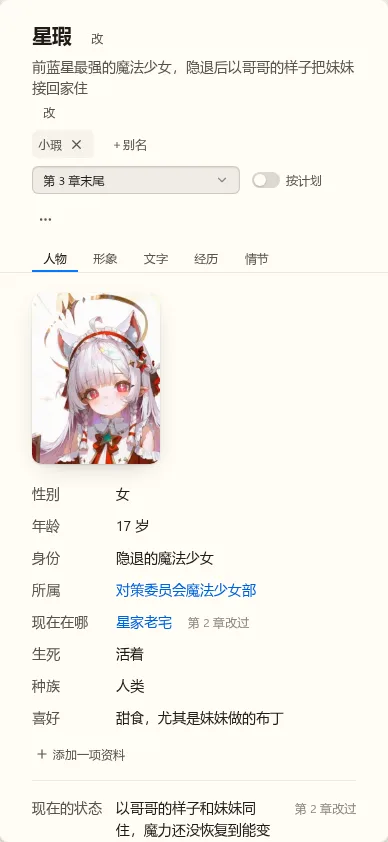 星瑕 改
前蓝星最强的魔法少女，隐退后以哥哥的样子把妹妹
接回家住
改
小瑕 ✕ +别名
第 3 章末尾 按计划
...
人物 形象 文字 经历 情节
性别 女
年龄 17 岁
身份 隐退的魔法少女
所属 对策委员会魔法少女部
现在在哪 星家老宅 第 2 章改过
生死 活着
种族 人类
喜好 甜食，尤其是妹妹做的布丁
+ 添加一项资料
现在的状态 以哥哥的样子和妹妹同 第 2 章改过
住，魔力还没恢复到能变